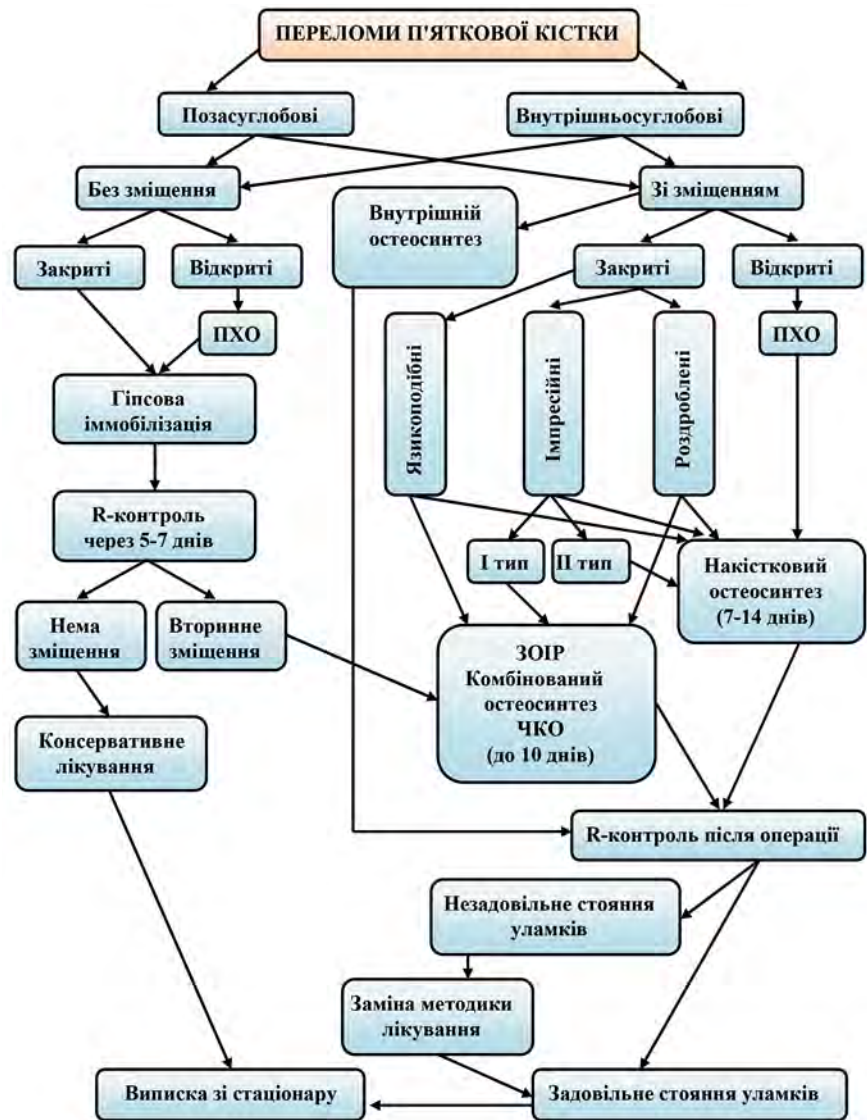 ПЕРЕЛОМИ П'ЯТКОВОЇ КІСТКИ
Позасуглобові
Внутрішньосуглобові
Без зміщення
Зі зміщенням
Внутрішній
остеосинтез
Закриті
Відкриті
Закриті
Відкриті
ПХО
ПХО
Язикоподібні
Імпресійні
Роздроблені
Гіпсова
іммобілізація
R-контроль
через 5-7 днів
І тип
ІІ тип
Накістковий
остеосинтез
(7-14 днів)
Нема
зміщення
Вторинне
зміщення
ЗОІР
Комбінований
остеосинтез
ЧКО
(до 10 днів)
Консервативне
лікування
R-контроль після операції
Незадовільне стояння
уламків
Заміна методики
лікування
Виписка зі стаціонару
Задовільне стояння уламків